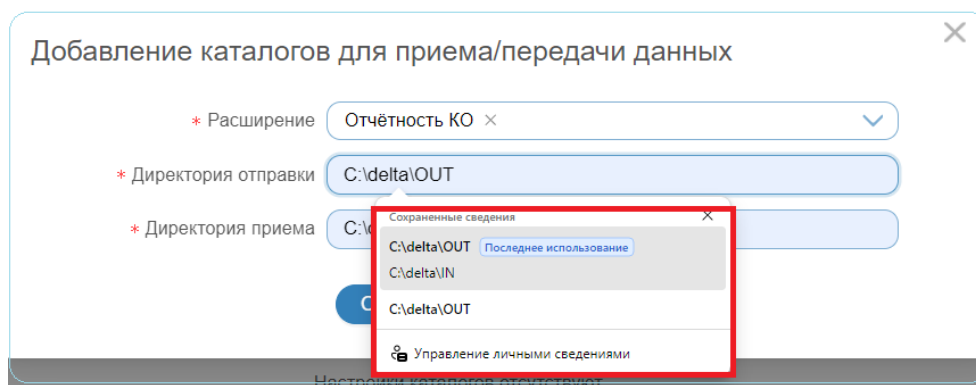 Добавление каталогов для приема/передачи данных
* Расширение Отчётность КО ×
* Директория отправки C:\delta\OUT
* Директория приема C:\
Сохраненные сведения
C:\delta\OUT Последнее использование
C:\delta\IN
C:\delta\OUT
Управление личными сведениями
Настройки каталогов отсутствуют